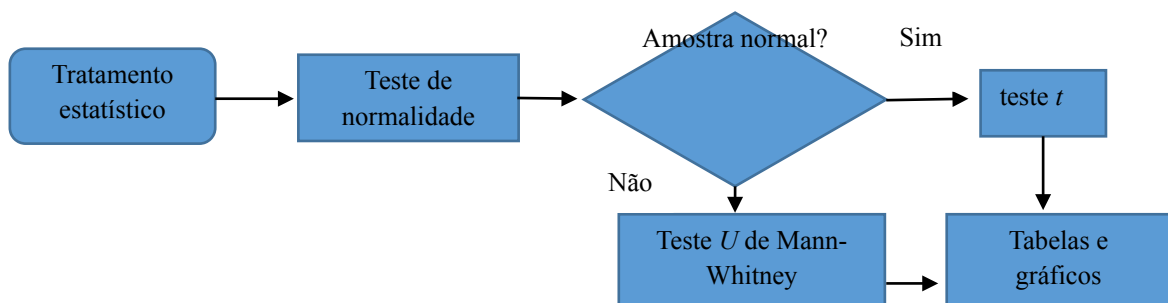 Tratamento
estatístico
Teste de
normalidade
Amostra normal?
Sim
teste t
Não
Teste U de Mann-
Whitney
Tabelas e
gráficos